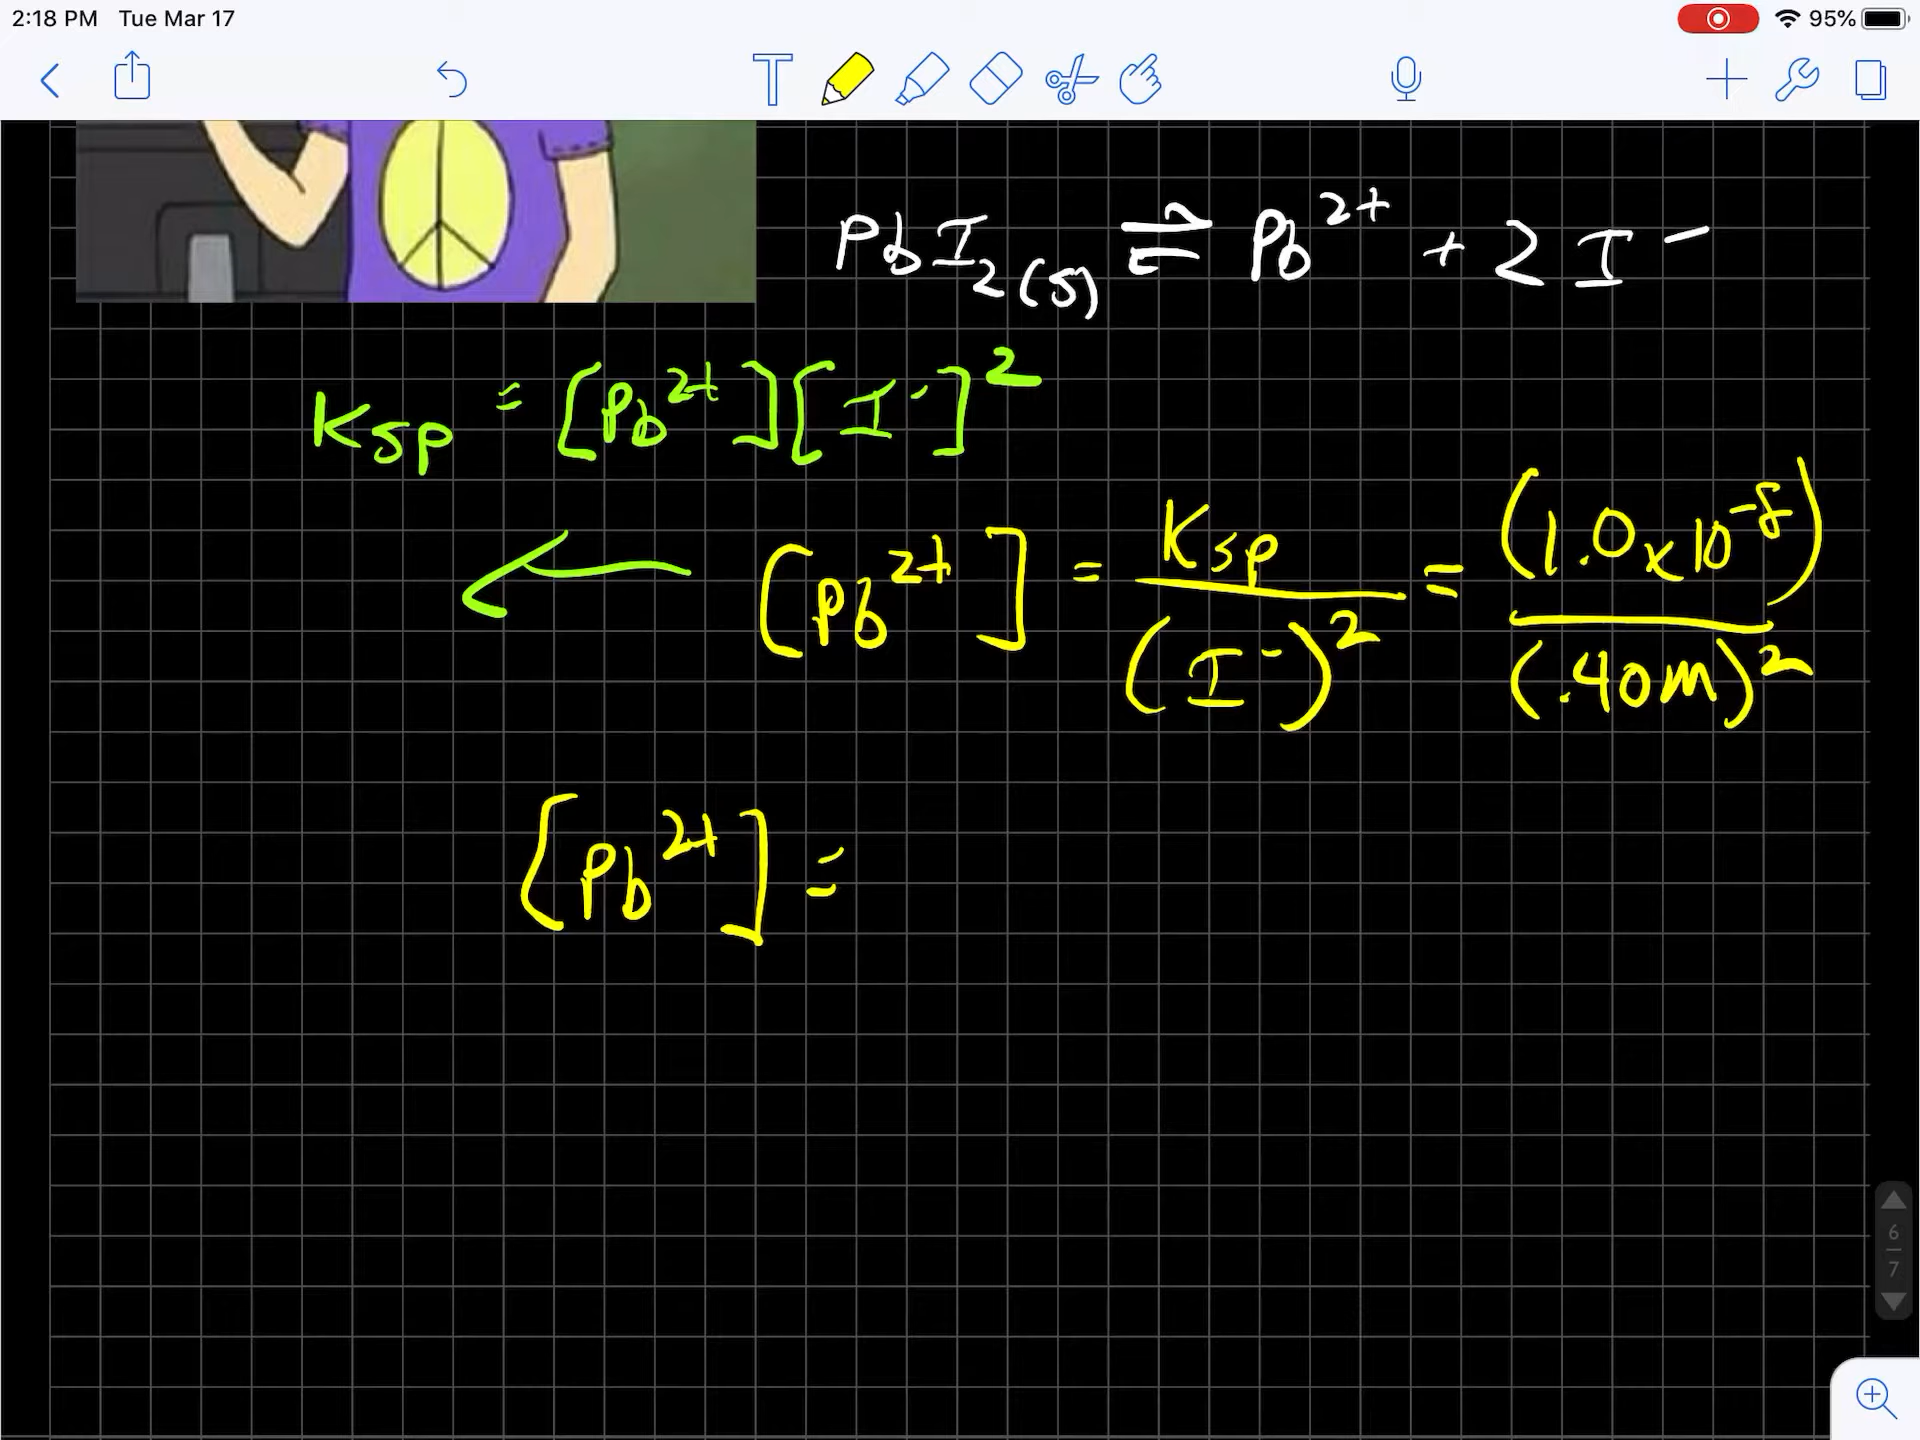 2:18 PM Tue Mar 17 95%
T
PbI₂(s) ⇌ Pb²⁺ + 2I⁻
Ksp = [Pb²⁺][I⁻]²
[Pb²⁺] = Ksp/(I⁻)² = (1.0x10⁻⁸)/(.40m)²
[Pb²⁺] =
6
7